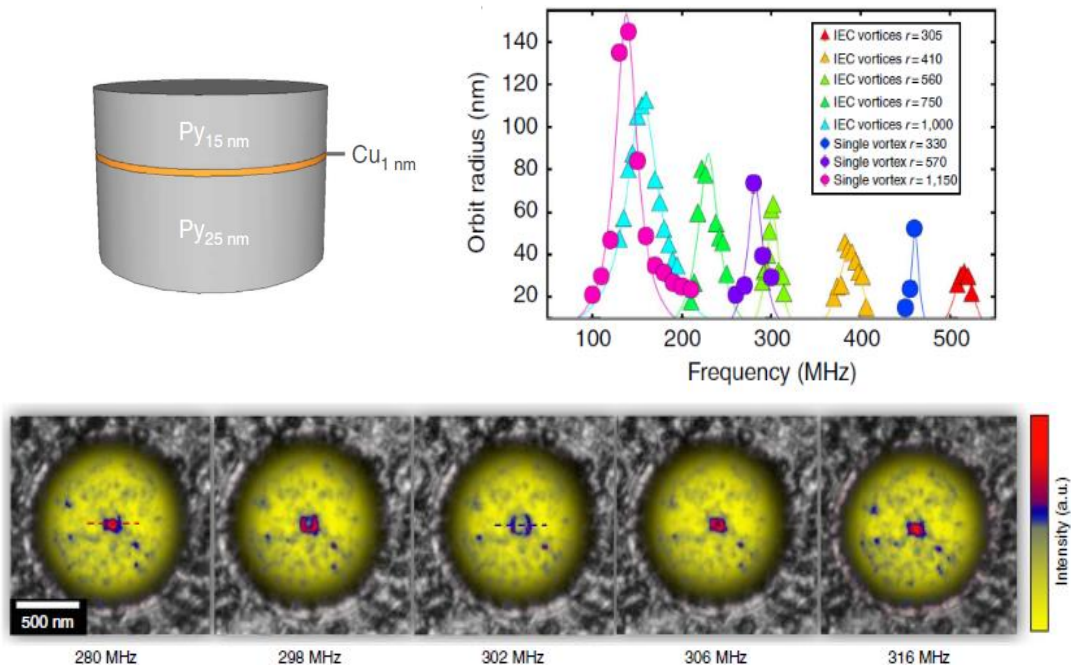 Py15 nm
Cu1 nm
Py25 nm
Orbit radius (nm)
140
120
100
80
60
40
20
IEC vortices r = 305
IEC vortices r = 410
IEC vortices r = 560
IEC vortices r = 750
IEC vortices r = 1,000
Single vortex r = 330
Single vortex r = 570
Single vortex r = 1,150
100 200 300 400 500
Frequency (MHz)
500 nm
Intensity (a.u.)
280 MHz 298 MHz 302 MHz 306 MHz 316 MHz